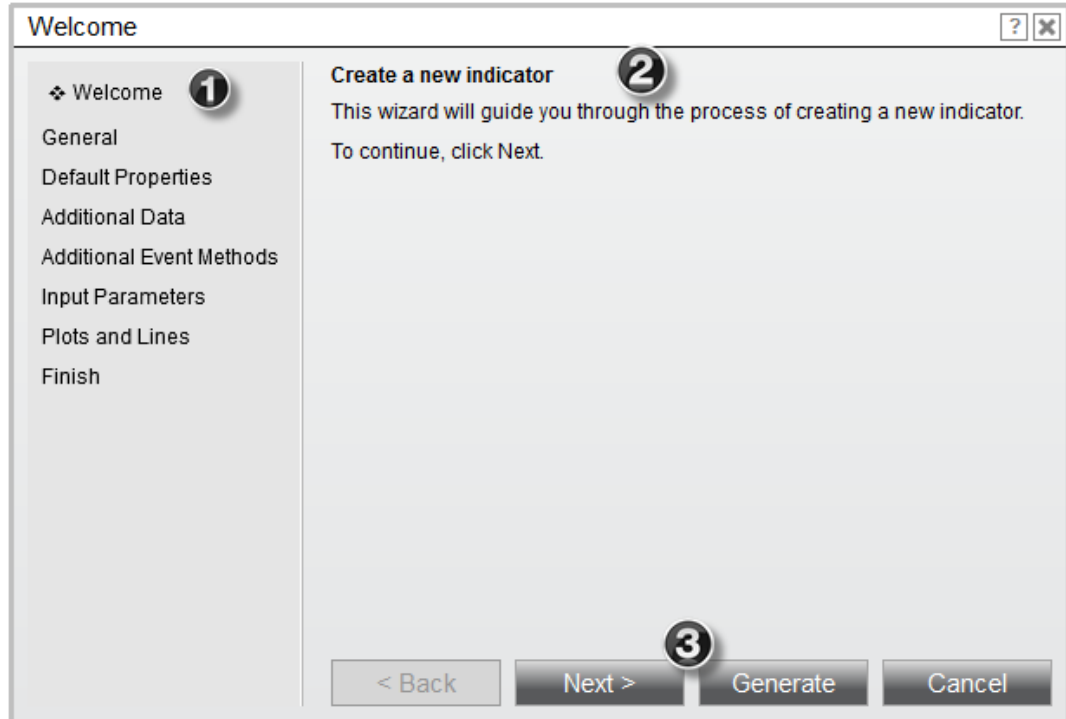 Welcome
? X
Welcome 1
General
Default Properties
Additional Data
Additional Event Methods
Input Parameters
Plots and Lines
Finish
Create a new indicator 2
This wizard will guide you through the process of creating a new indicator.
To continue, click Next.
3
< Back Next > Generate Cancel